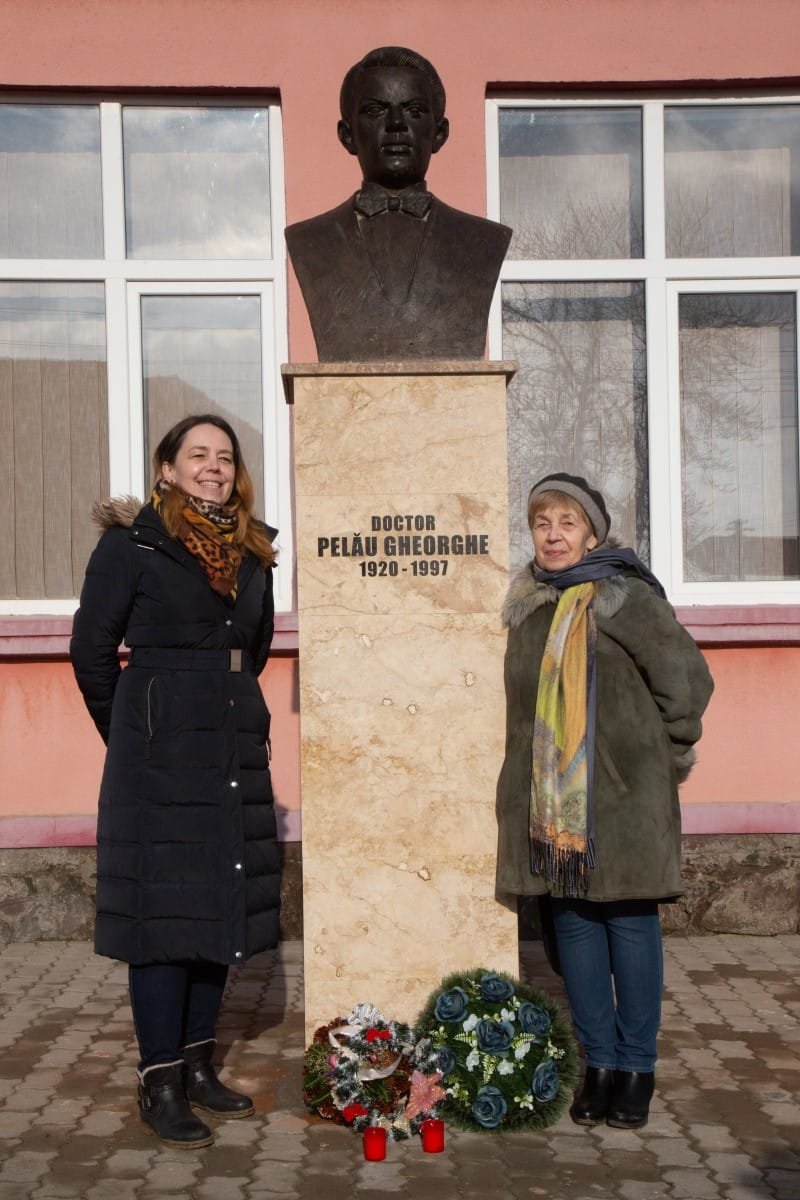 DOCTOR
PELĂU GHEORGHE
1920 - 1997